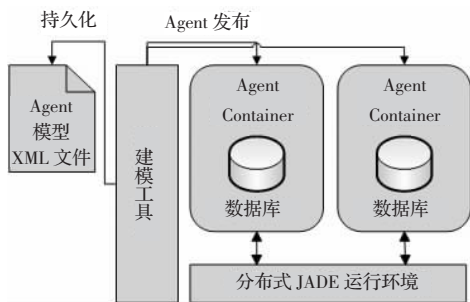 持久化
Agent 发布
Agent
模型
XML 文件
建模工具
Agent
Container
数据库
Agent
Container
数据库
分布式 JADE 运行环境